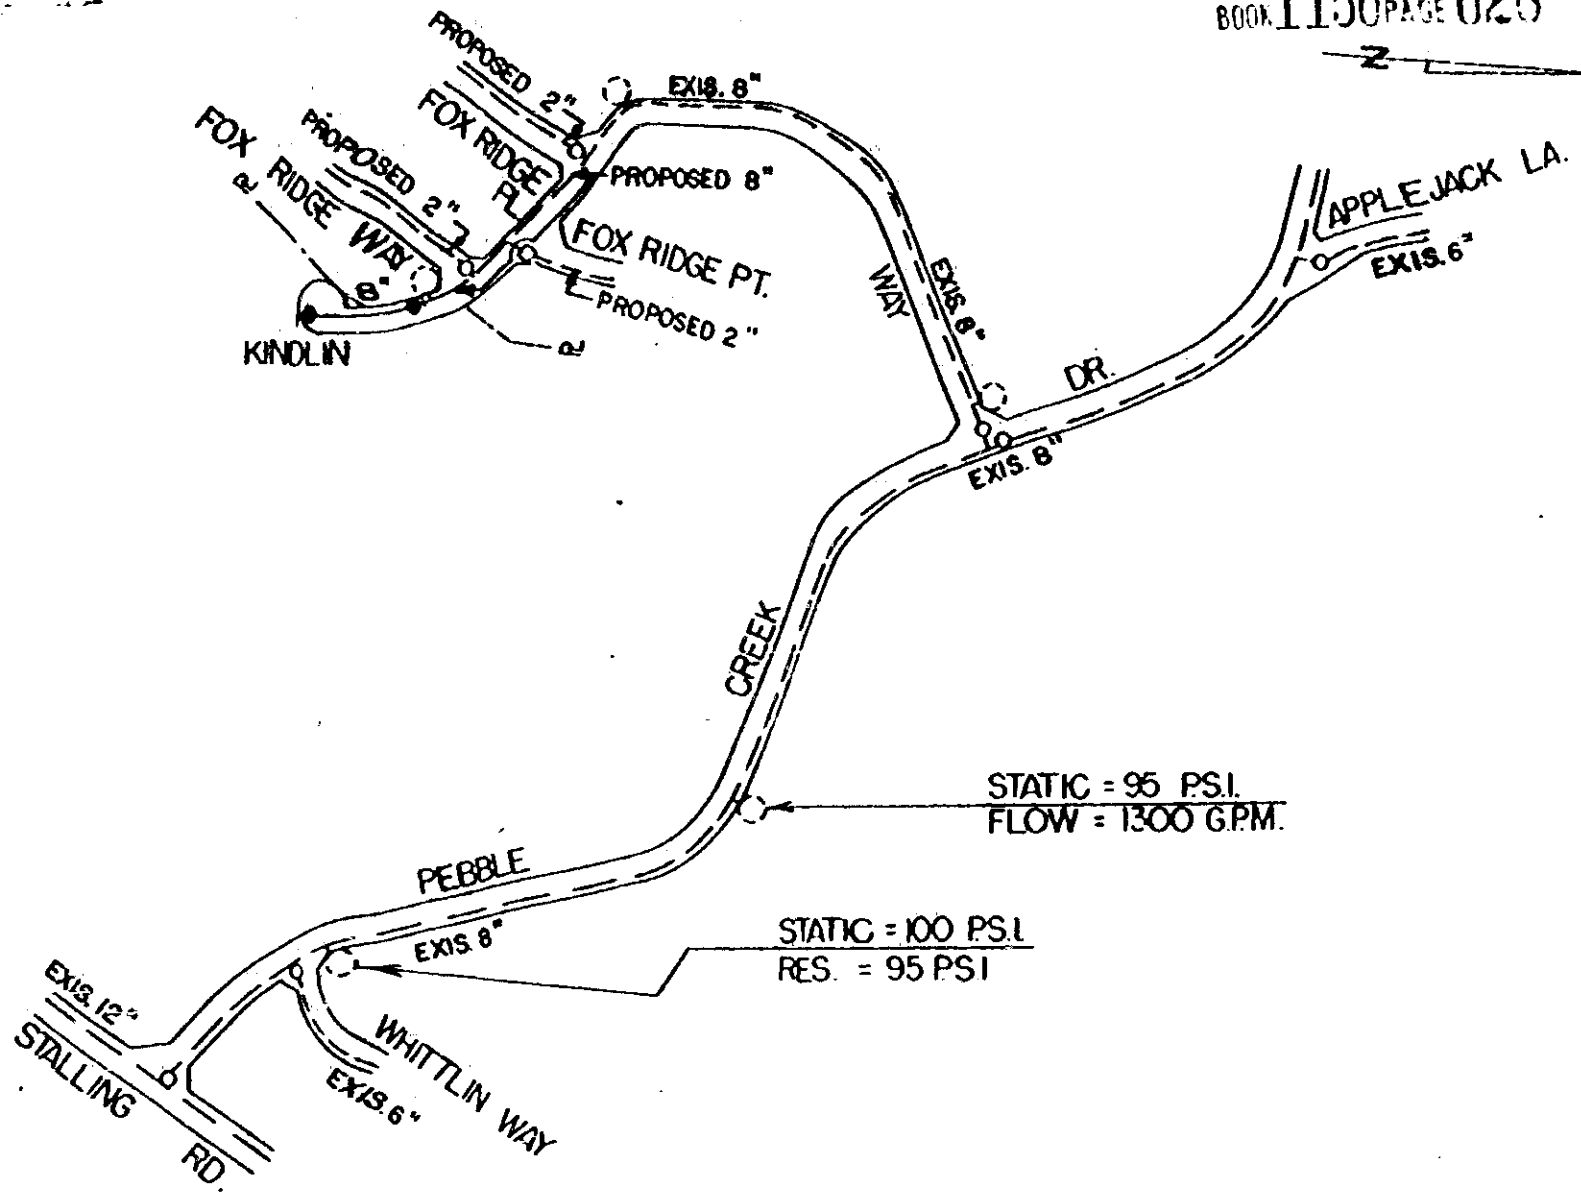 BOOK PAGE
N
PROPOSED 2"
EXIS. 8"
FOX RIDGE PL.
PROPOSED 2"
FOX RIDGE WAY
PROPOSED 8"
FOX RIDGE PT.
PROPOSED 2"
8"
KINDLIN
WAY
EXIS. 8"
APPLEJACK LA.
EXIS. 6"
DR.
EXIS. 8"
CREEK
STATIC = 95 P.S.I.
FLOW = 1300 G.P.M.
PEBBLE
EXIS. 8"
STATIC = 100 P.S.I.
RES. = 95 P.S.I
EXIS. 12"
STALLING RD.
WHITTLIN WAY
EXIS. 6"